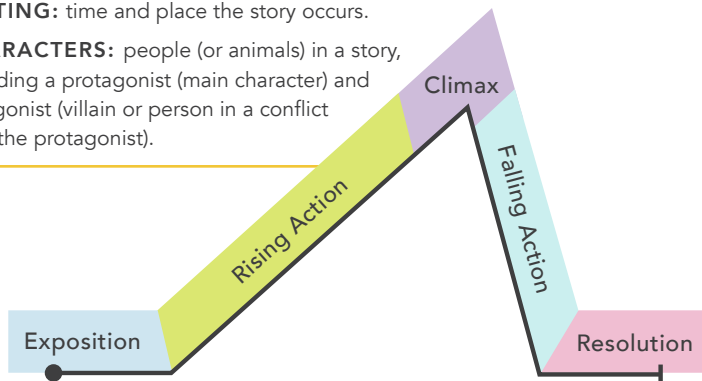 TING: time and place the story occurs.
ARACTERS: people (or animals) in a story,
ding a protagonist (main character) and
gonist (villain or person in a conflict
the protagonist).
Climax
Falling Action
Rising Action
Exposition
Resolution